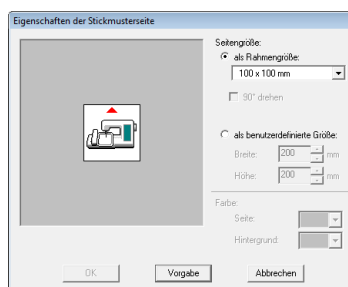 Eigenschaften der Stickmusterseite
Seitengröße:
als Rahmengröße:
100 x 100 mm
90° drehen
als benutzerdefinierte Größe:
Breite: 200 mm
Höhe: 200 mm
Farbe:
Seite:
Hintergrund:
OK Vorgabe Abbrechen